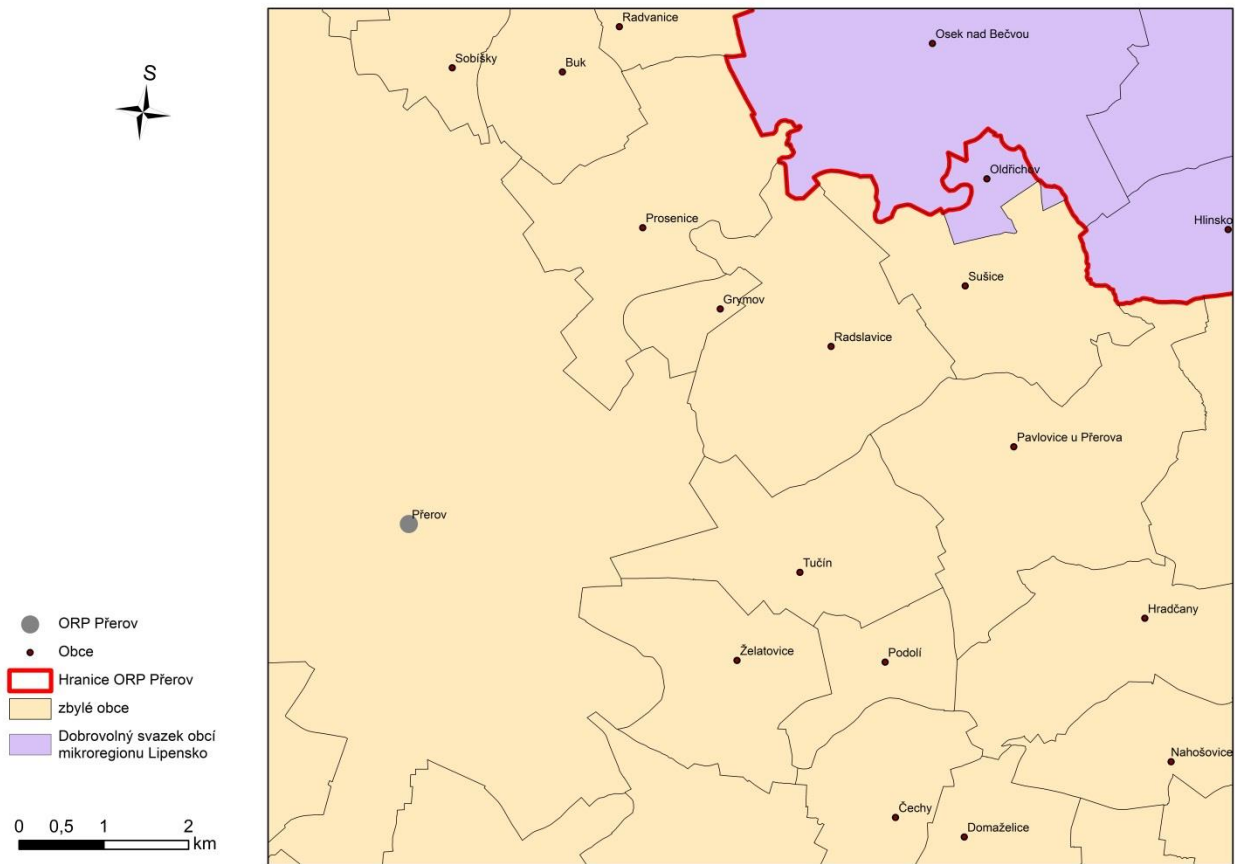 S
Radvanice
Osek nad Bečvou
Sobíšky
Buk
Oldřichov
Prosenice
Hlinsko
Sušice
Grymov
Radslavice
Pavlovice u Přerova
Přerov
Tučín
Hradčany
Želatovice
Podolí
Nahošovice
Čechy
Domaželice
ORP Přerov
Obce
Hranice ORP Přerov
zbylé obce
Dobrovolný svazek obcí
mikroregionu Lipensko
0 0,5 1 2
km